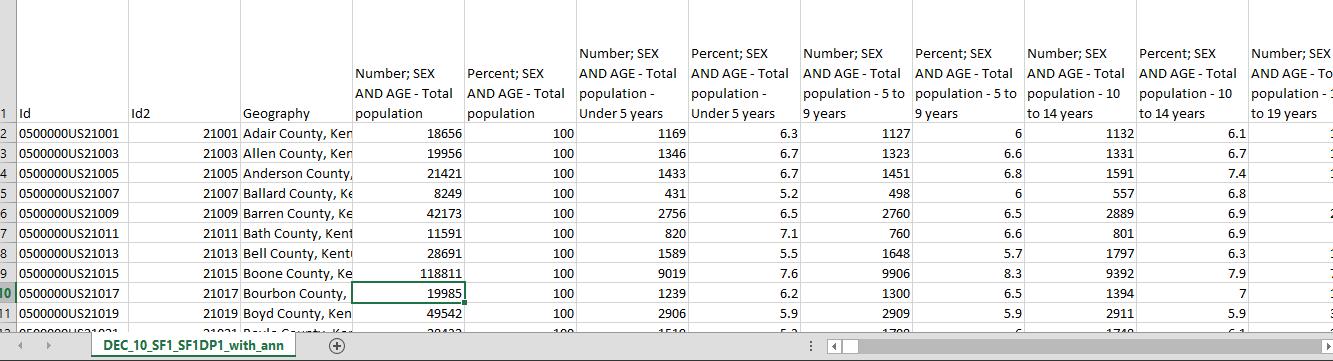 Number; SEX Percent; SEX Number; SEX Percent; SEX Number; SEX Percent; SEX Number; SEX
Number; SEX Percent; SEX AND AGE - Total AND AGE - Total AND AGE - Total AND AGE - Total AND AGE - Total AND AGE - Total AND AGE - To
AND AGE - Total AND AGE - Total population - population - population - 5 to population - 5 to population - 10 population - 10 population -
1 Id Id2 Geography population population Under 5 years Under 5 years 9 years 9 years to 14 years to 14 years to 19 years
2 0500000US21001 21001 Adair County, Ken 18656 100 1169 6.3 1127 6 1132 6.1
3 0500000US21003 21003 Allen County, Ken 19956 100 1346 6.7 1323 6.6 1331 6.7
4 0500000US21005 21005 Anderson County, 21421 100 1433 6.7 1451 6.8 1591 7.4
5 0500000US21007 21007 Ballard County, Ke 8249 100 431 5.2 498 6 557 6.8
6 0500000US21009 21009 Barren County, Ke 42173 100 2756 6.5 2760 6.5 2889 6.9
7 0500000US21011 21011 Bath County, Kent 11591 100 820 7.1 760 6.6 801 6.9
8 0500000US21013 21013 Bell County, Kent 28691 100 1589 5.5 1648 5.7 1797 6.3
9 0500000US21015 21015 Boone County, Ke 118811 100 9019 7.6 9906 8.3 9392 7.9
10 0500000US21017 21017 Bourbon County, 19985 100 1239 6.2 1300 6.5 1394 7
11 0500000US21019 21019 Boyd County, Ken 49542 100 2906 5.9 2909 5.9 2911 5.9
DEC_10_SF1_SF1DP1_with_ann